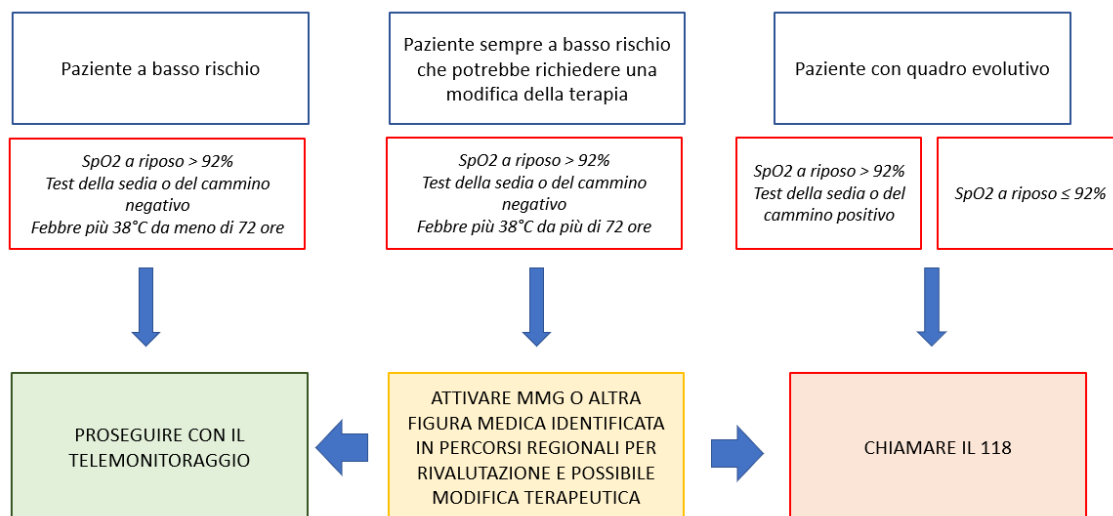 Paziente a basso rischio
Paziente sempre a basso rischio
che potrebbe richiedere una
modifica della terapia
Paziente con quadro evolutivo
SpO2 a riposo > 92%
Test della sedia o del cammino
negativo
Febbre più 38°C da meno di 72 ore
SpO2 a riposo > 92%
Test della sedia o del cammino
negativo
Febbre più 38°C da più di 72 ore
SpO2 a riposo > 92%
Test della sedia o del
cammino positivo
SpO2 a riposo ≤ 92%
PROSEGUIRE CON IL
TELEMONITORAGGIO
ATTIVARE MMG O ALTRA
FIGURA MEDICA IDENTIFICATA
IN PERCORSI REGIONALI PER
RIVALUTAZIONE E POSSIBILE
MODIFICA TERAPEUTICA
CHIAMARE IL 118